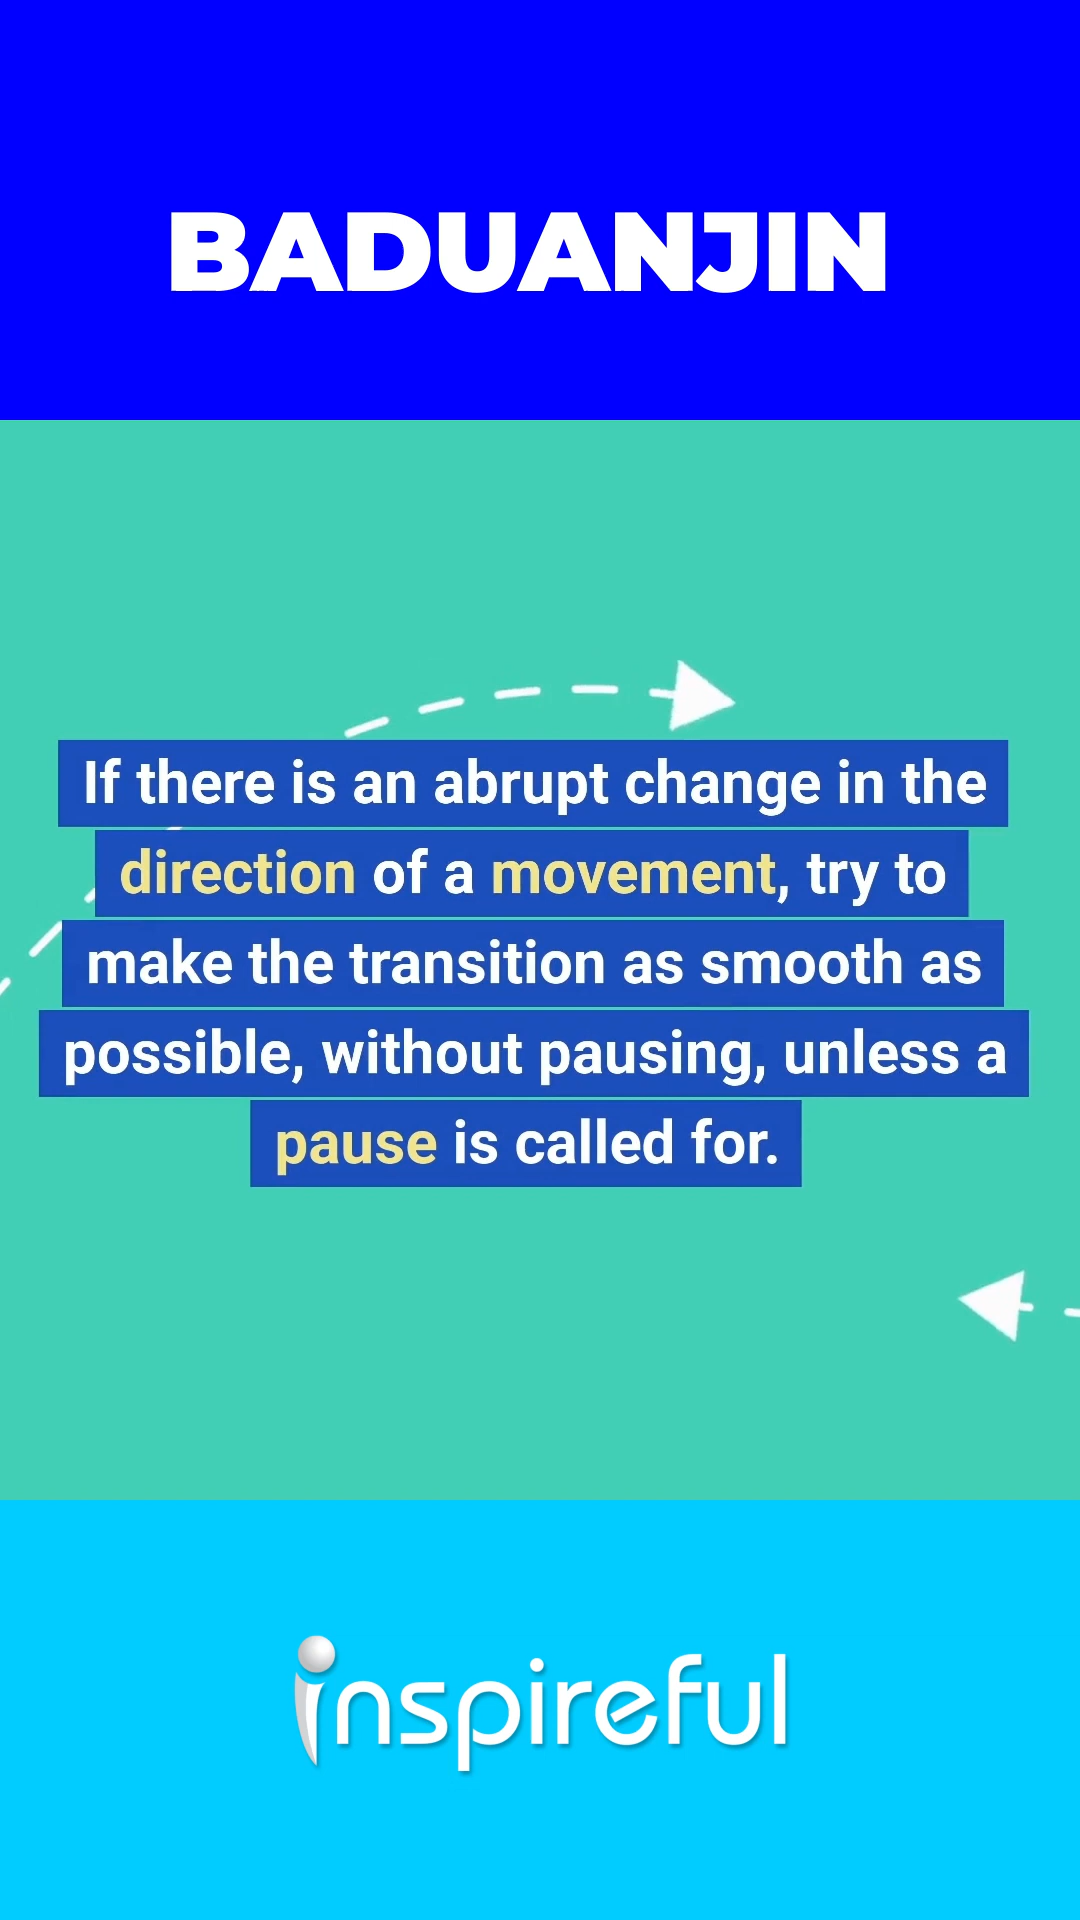 BADUANJIN
If there is an abrupt change in the
direction of a movement, try to
make the transition as smooth as
possible, without pausing, unless a
pause is called for.
inspireful